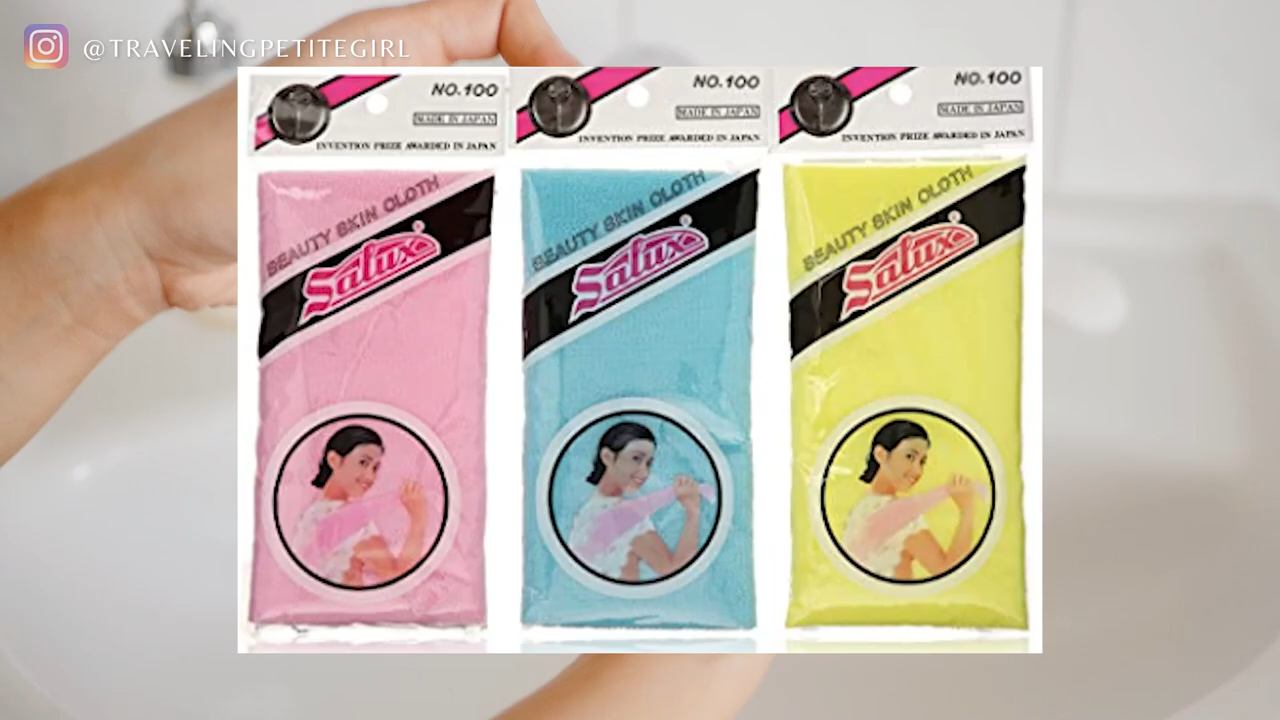 @TRAVELINGPETITEGIRL
NO.100
MADE IN JAPAN
INVENTION PRIZE AWARDED IN JAPAN
BEAUTY SKIN CLOTH
Salux®
NO.100
MADE IN JAPAN
INVENTION PRIZE AWARDED IN JAPAN
BEAUTY SKIN CLOTH
Salux®
NO.100
MADE IN JAPAN
INVENTION PRIZE AWARDED IN JAPAN
BEAUTY SKIN CLOTH
Salux®